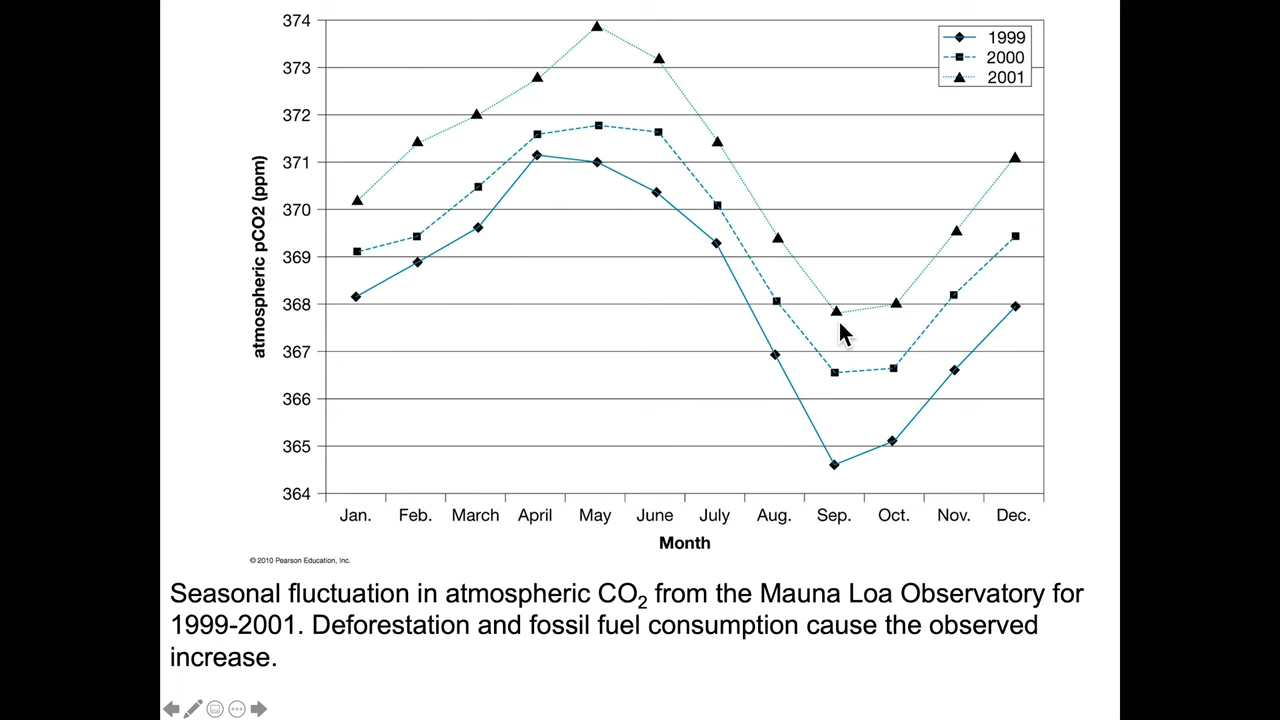 374
373
372
371
370
369
368
367
366
365
364
atmospheric pCO2 (ppm)
1999
2000
2001
Jan. Feb. March April May June July Aug. Sep. Oct. Nov. Dec.
Month
© 2010 Pearson Education, Inc.
Seasonal fluctuation in atmospheric CO₂ from the Mauna Loa Observatory for
1999-2001. Deforestation and fossil fuel consumption cause the observed
increase.